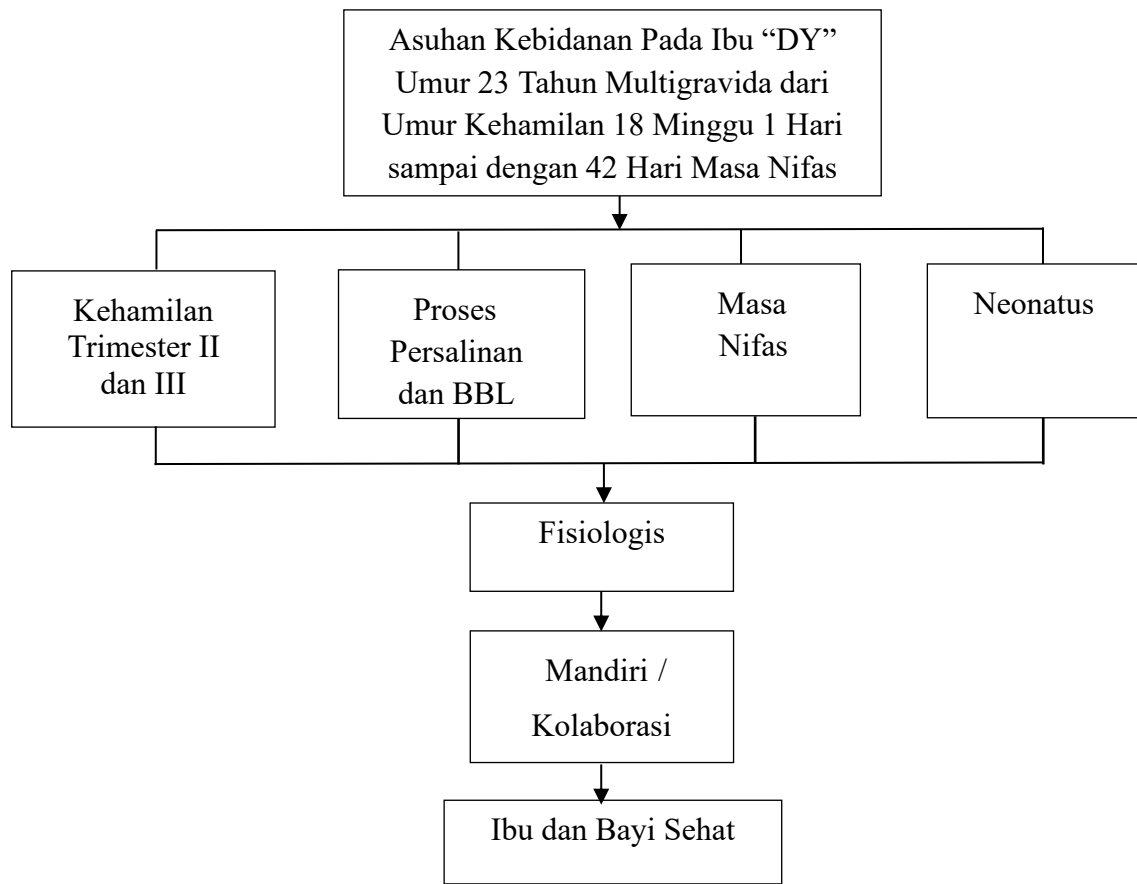 Asuhan Kebidanan Pada Ibu “DY”
Umur 23 Tahun Multigravida dari
Umur Kehamilan 18 Minggu 1 Hari
sampai dengan 42 Hari Masa Nifas
Kehamilan
Trimester II
dan III
Proses
Persalinan
dan BBL
Masa
Nifas
Neonatus
Fisiologis
Mandiri /
Kolaborasi
Ibu dan Bayi Sehat